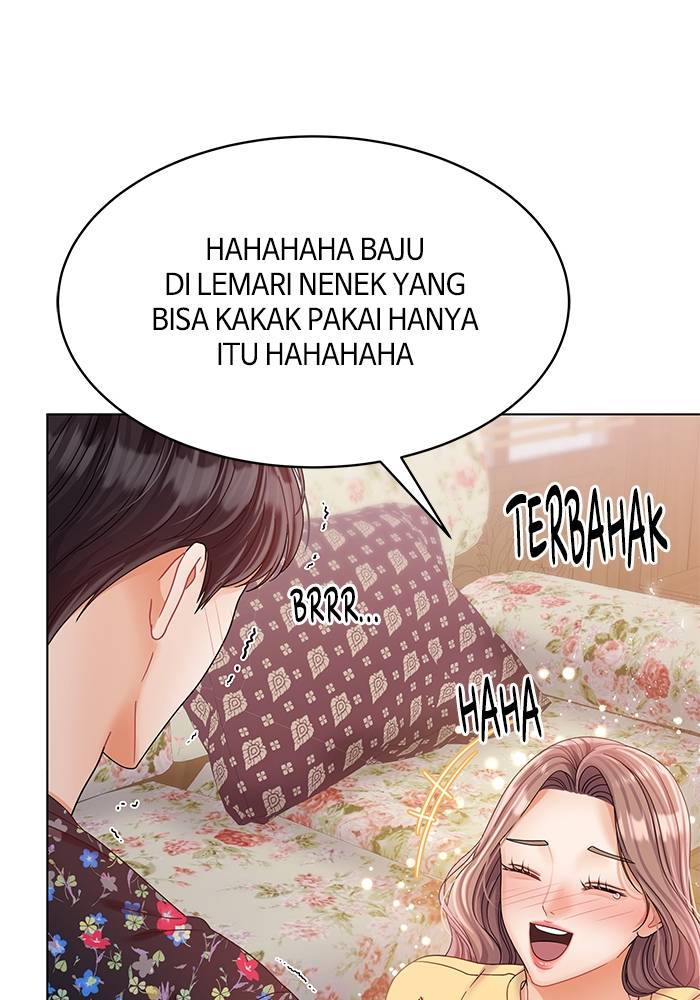 HAHAHAHA BAJU
DI LEMARI NENEK YANG
BISA KAKAK PAKAI HANYA
ITU HAHAHAHA
TERBAHAK
BRRR...
HAHA